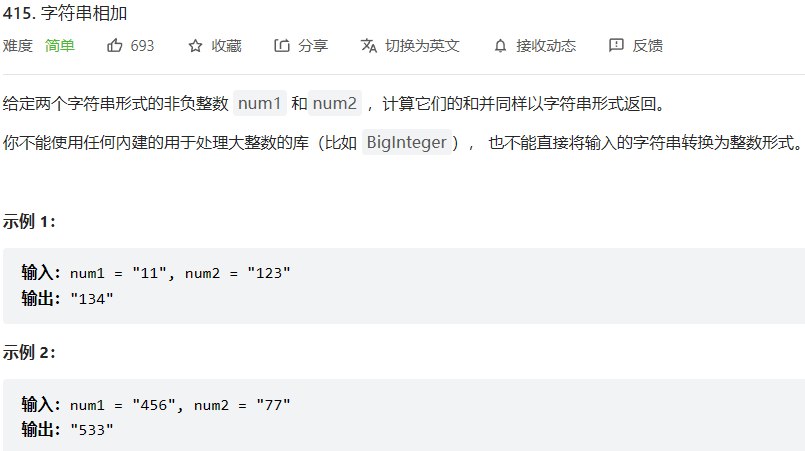 415. 字符串相加
难度 简单 693 收藏 分享 切换为英文 接收动态 反馈
给定两个字符串形式的非负整数 num1 和num2 ，计算它们的和并同样以字符串形式返回。
你不能使用任何内建的用于处理大整数的库（比如 BigInteger）， 也不能直接将输入的字符串转换为整数形式。
示例 1：
输入：num1 = "11", num2 = "123"
输出："134"
示例 2：
输入：num1 = "456", num2 = "77"
输出："533"